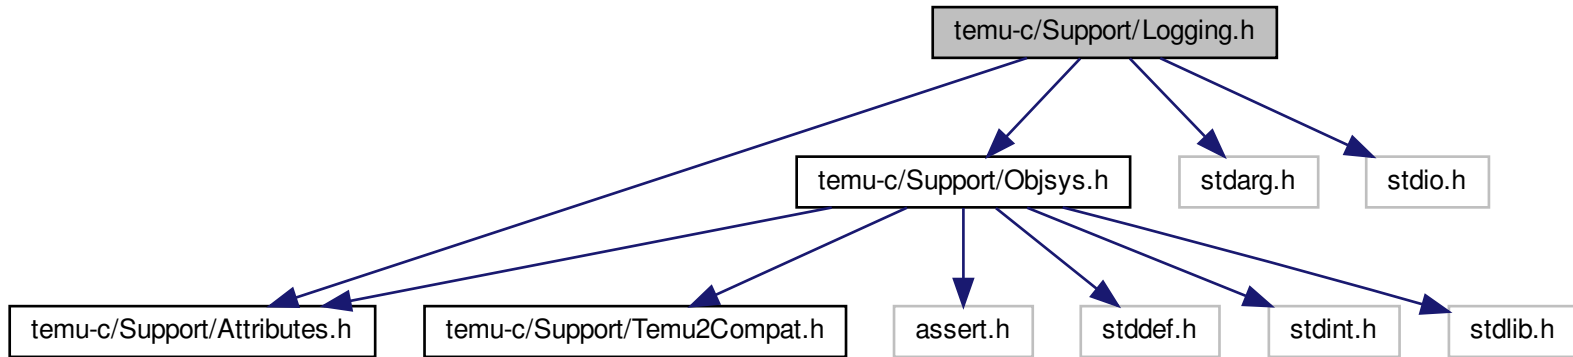 temu-c/Support/Logging.h
temu-c/Support/Objsys.h
stdarg.h
stdio.h
temu-c/Support/Attributes.h
temu-c/Support/Temu2Compat.h
assert.h
stddef.h
stdint.h
stdlib.h